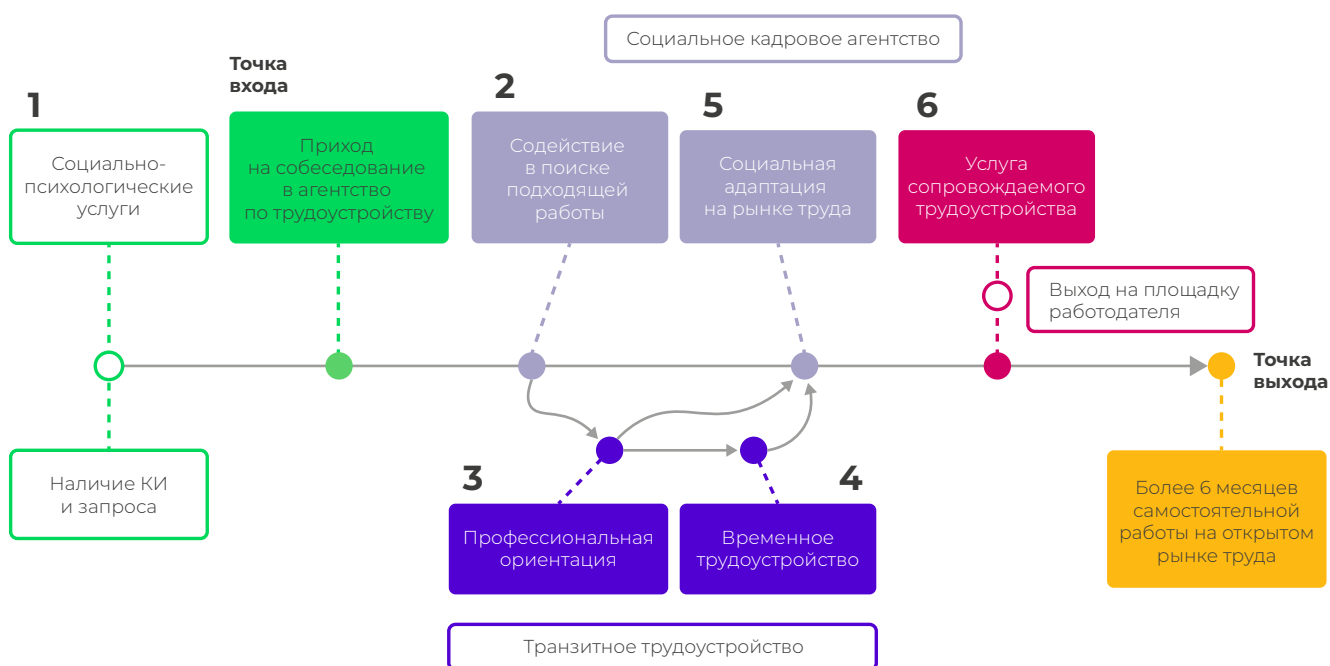 Социальное кадровое агентство
Точка
входа
1
2
5
6
Социально-
психологические
услуги
Приход
на собеседование
в агентство
по трудоустройству
Содействие
в поиске
подходящей
работы
Социальная
адаптация
на рынке труда
Услуга
сопровождаемого
трудоустройства
Выход на площадку
работодателя
Точка
выхода
Наличие КИ
и запроса
3
4
Профессиональная
ориентация
Временное
трудоустройство
Более 6 месяцев
самостоятельной
работы на открытом
рынке труда
Транзитное трудоустройство